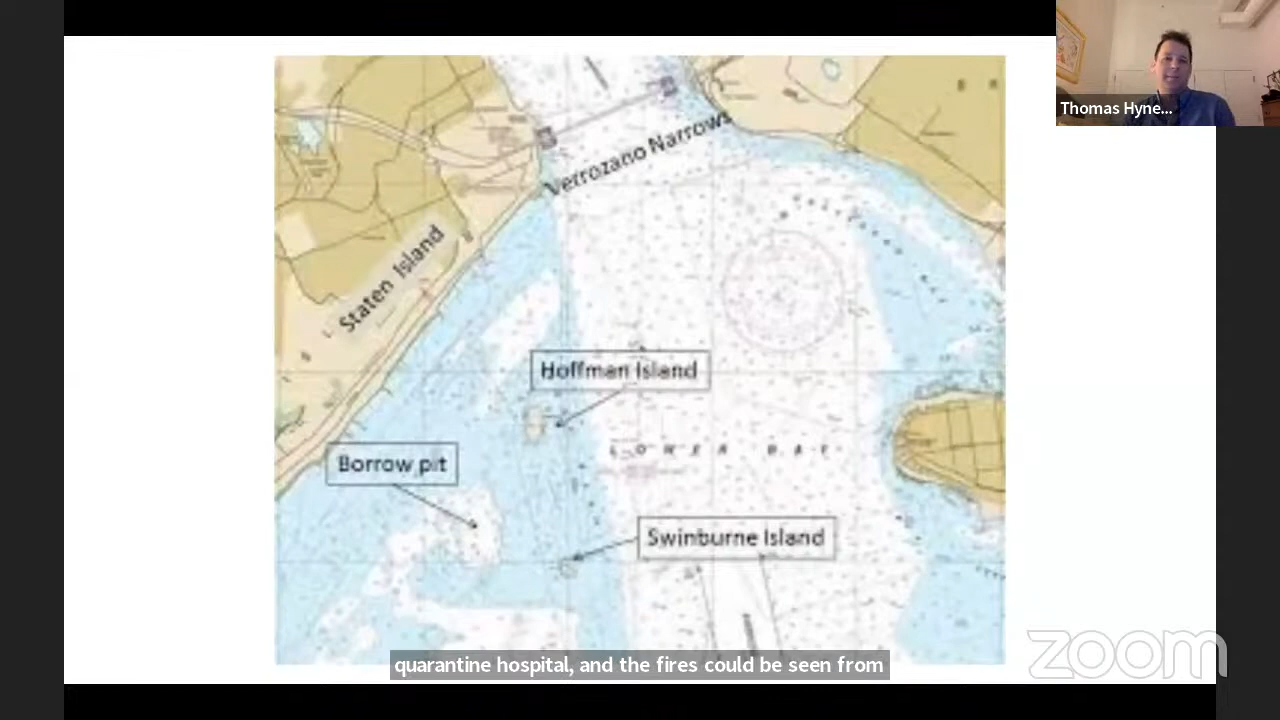 Thomas Hyne...
Verrozano Narrows
Staten Island
Hoffman Island
LOWER BAY
Borrow pit
Swinburne Island
quarantine hospital, and the fires could be seen from
zoom